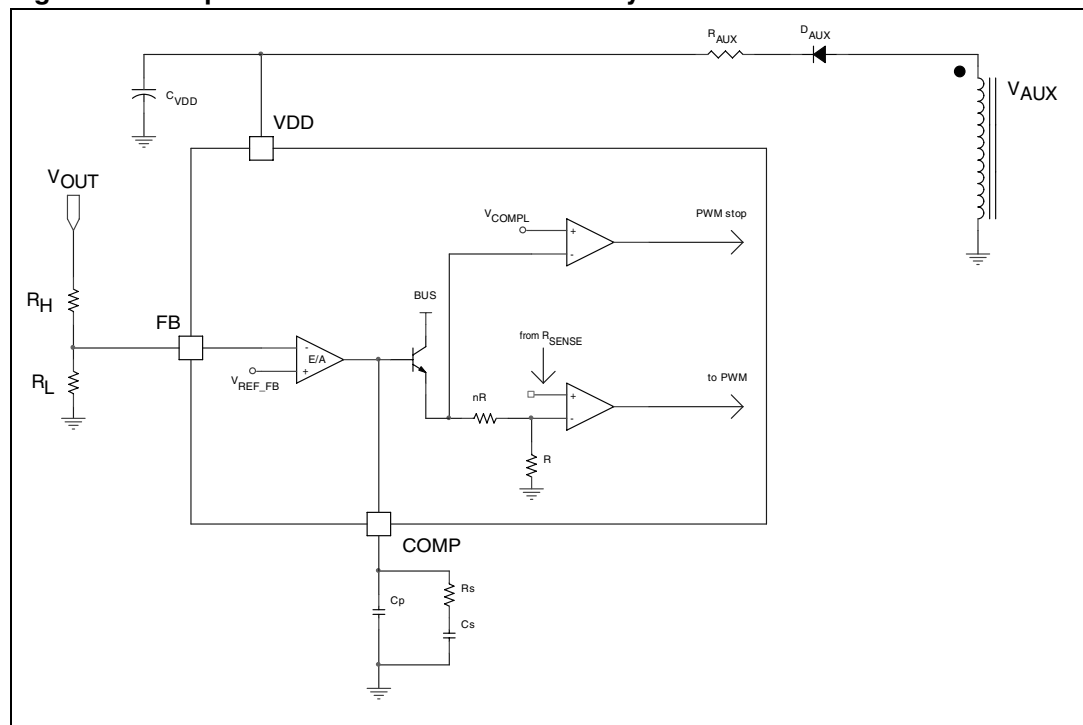 R_AUX
D_AUX
V_AUX
C_VDD
VDD
V_OUT
V_COMPL
+
-
PWM stop
R_H
BUS
FB
from R_SENSE
-
E/A
+
V_REF_FB
R_L
+
-
to PWM
nR
R
COMP
Cp
Rs
Cs